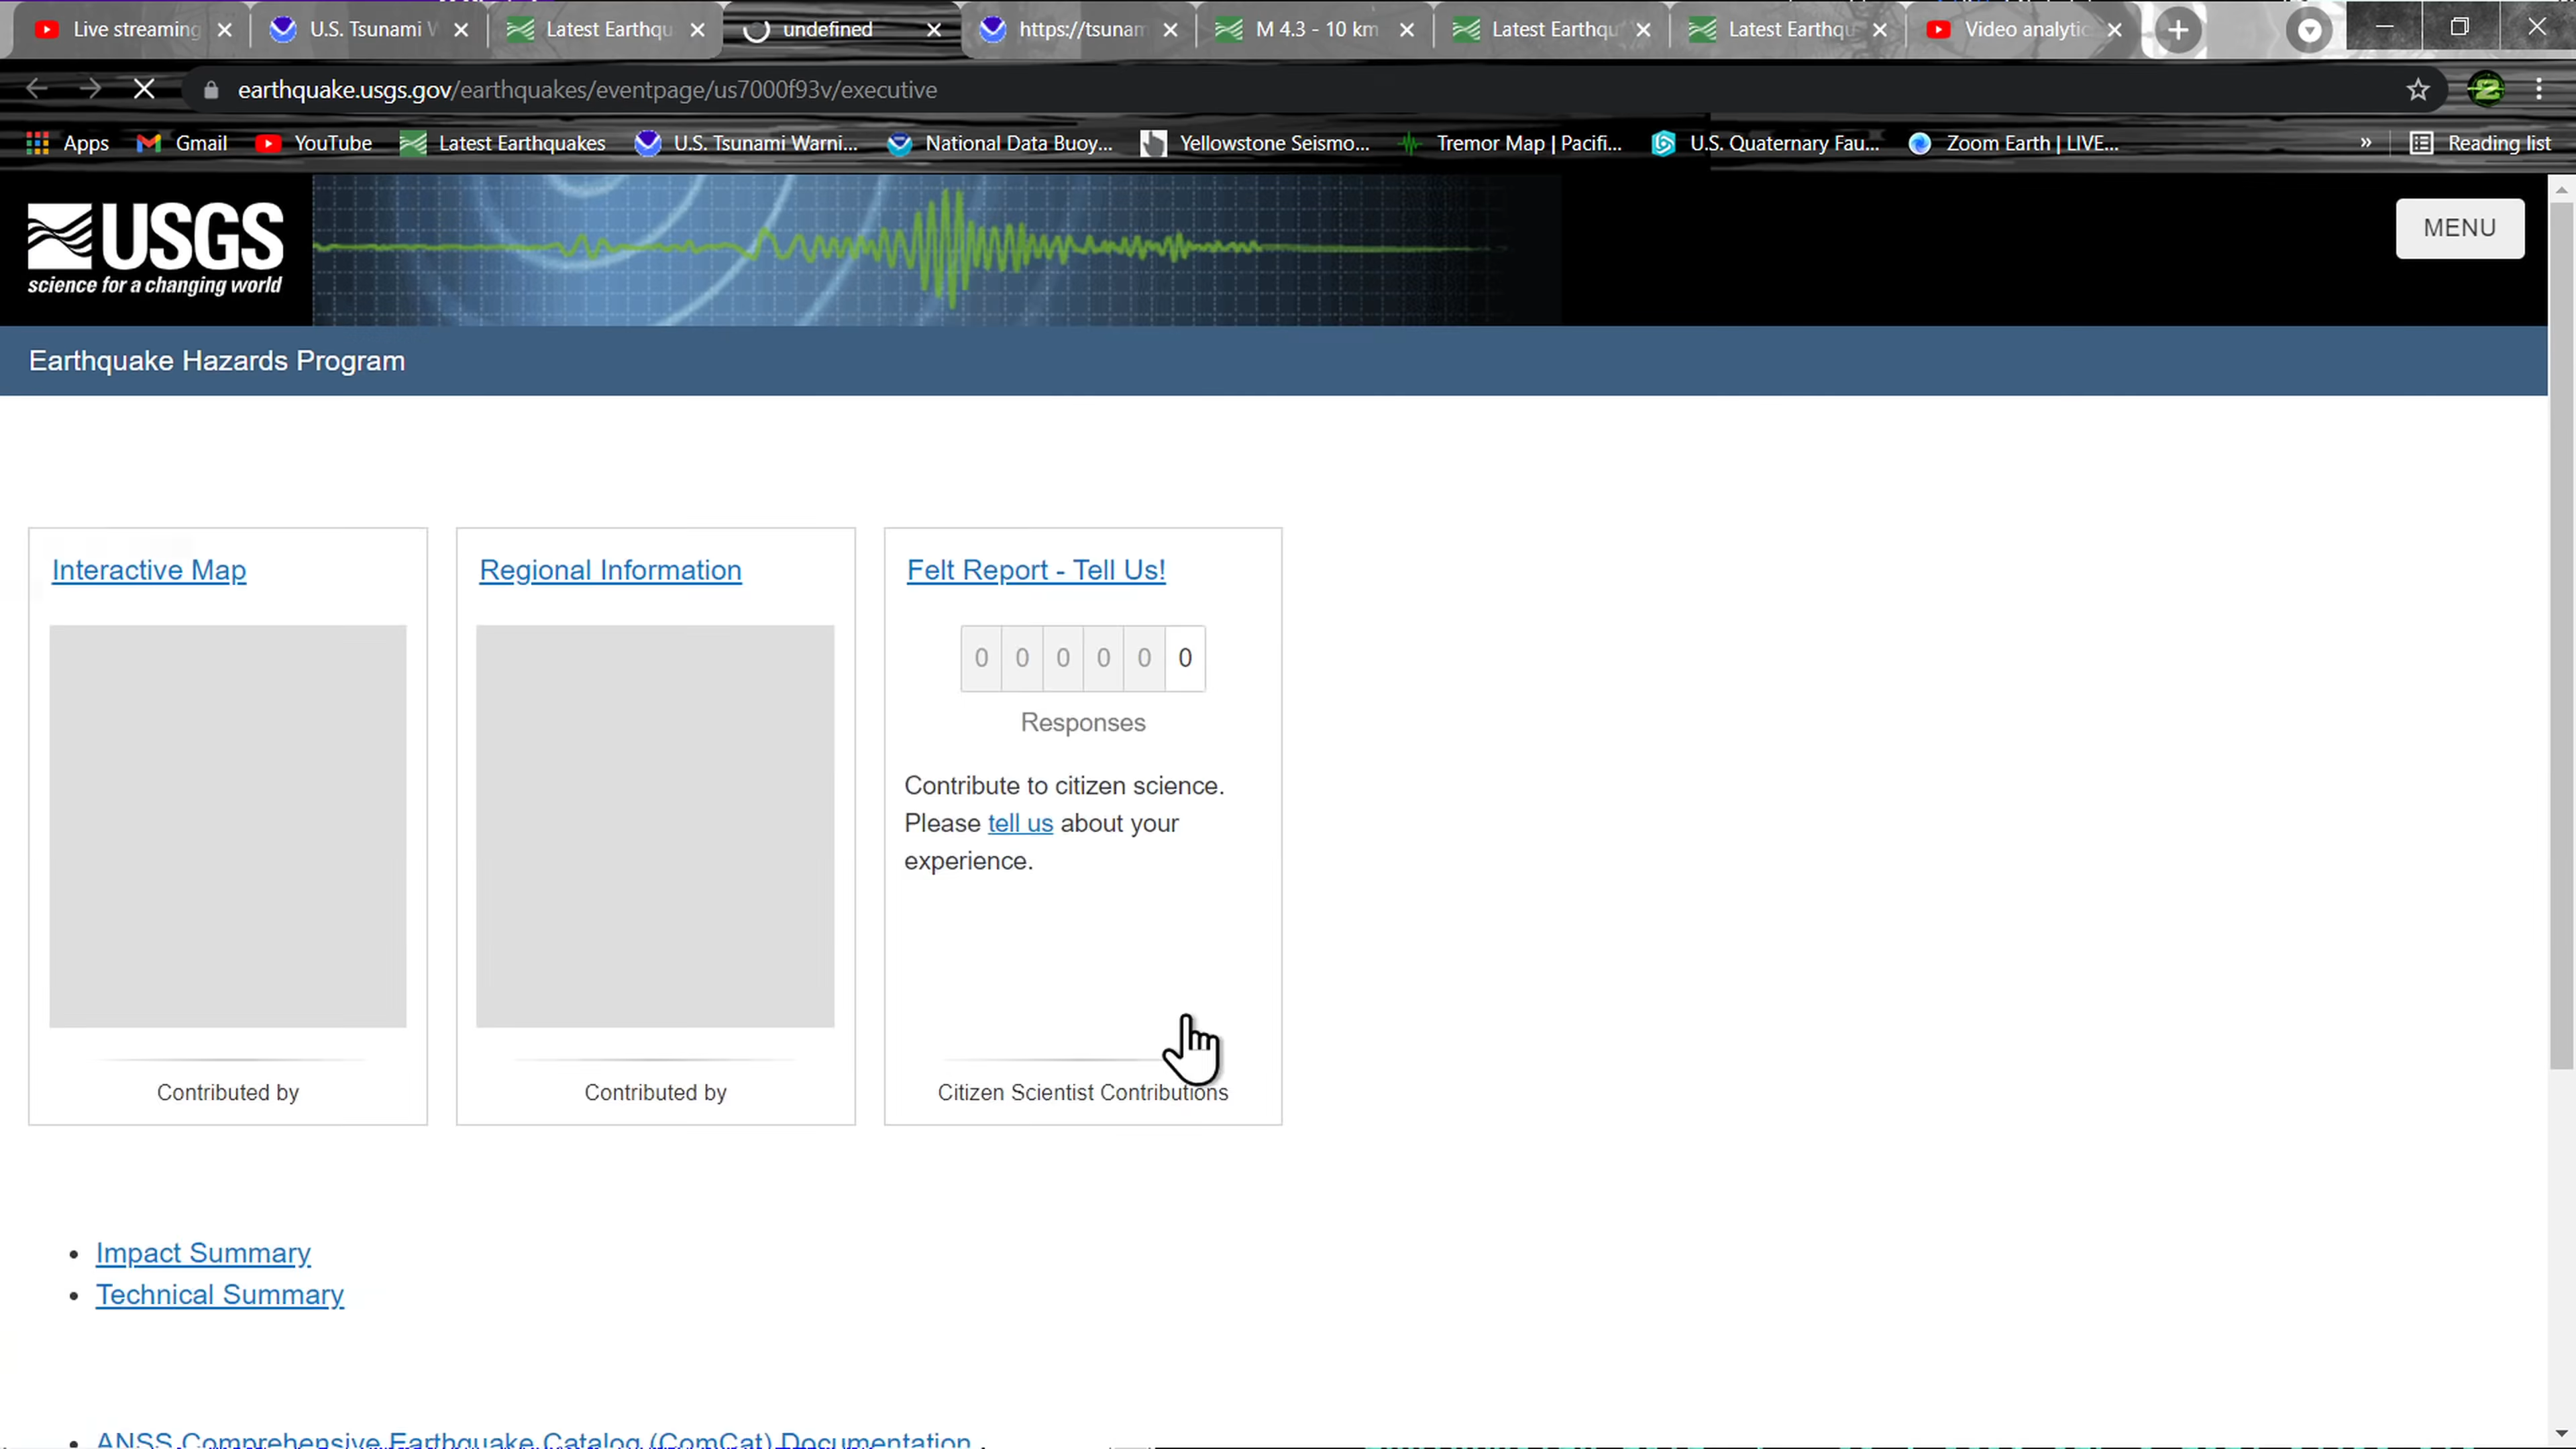 Live streaming
U.S. Tsunami W
Latest Earthqu
undefined
https://tsunam
M 4.3 - 10 km
Latest Earthqu
Latest Earthqu
Video analytic
earthquake.usgs.gov/earthquakes/eventpage/us7000f93v/executive
Apps
Gmail
YouTube
Latest Earthquakes
U.S. Tsunami Warni...
National Data Buoy...
Yellowstone Seismo...
Tremor Map | Pacifi...
U.S. Quaternary Fau...
Zoom Earth | LIVE...
»
Reading list
USGS
science for a changing world
MENU
Earthquake Hazards Program
Interactive Map
Contributed by
Regional Information
Contributed by
Felt Report - Tell Us!
0 0 0 0 0 0
Responses
Contribute to citizen science.
Please tell us about your
experience.
Citizen Scientist Contributions
• Impact Summary
• Technical Summary
• ANSS Comprehensive Earthquake Catalog (ComCat) Documentation